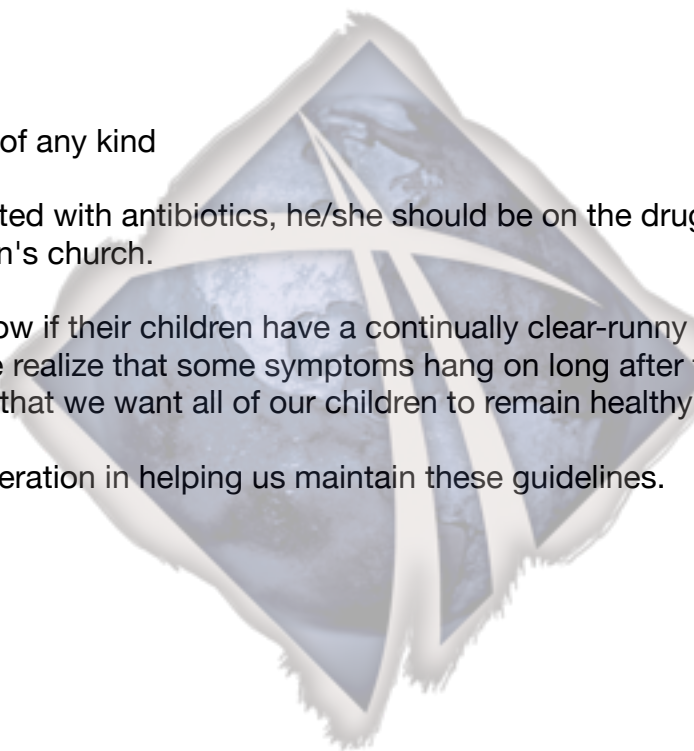 of any kind
ted with antibiotics, he/she should be on the drug
n's church.
ow if their children have a continually clear-runny
e realize that some symptoms hang on long after
that we want all of our children to remain healthy
eration in helping us maintain these guidelines.